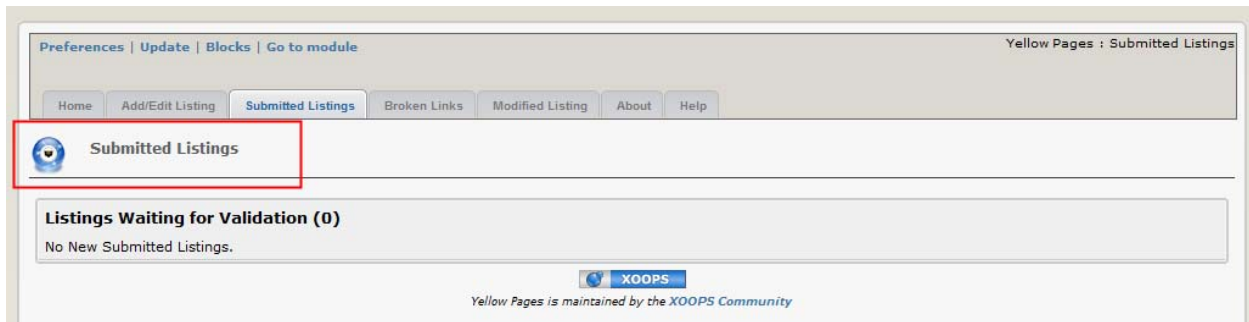 Preferences | Update | Blocks | Go to module
Yellow Pages : Submitted Listings
Home Add/Edit Listing Submitted Listings Broken Links Modified Listing About Help
Submitted Listings
Listings Waiting for Validation (0)
No New Submitted Listings.
XOOPS
Yellow Pages is maintained by the XOOPS Community